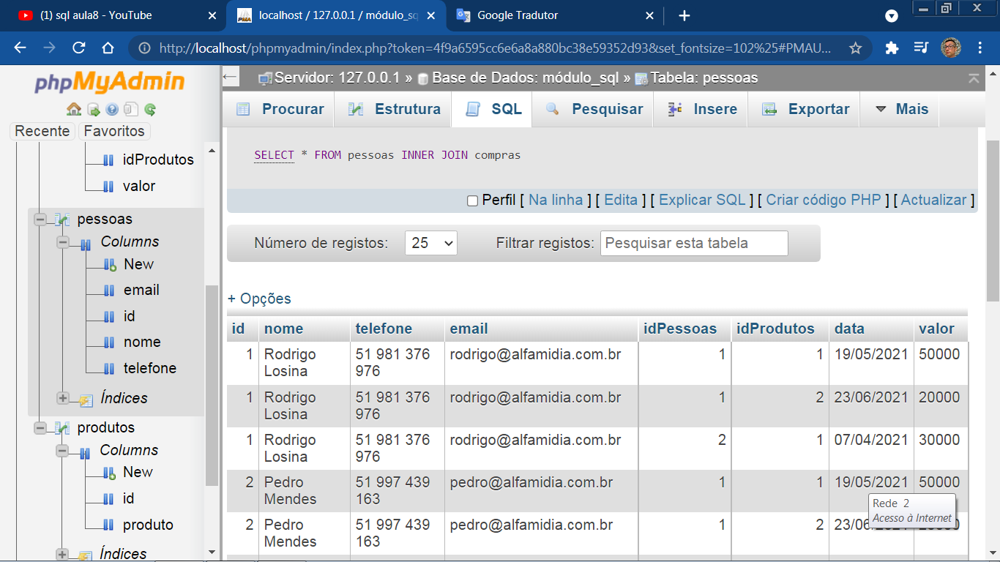 (1) sql aula8 - YouTube
localhost / 127.0.0.1 / módulo_sq
Google Tradutor
http://localhost/phpmyadmin/index.php?token=4f9a6595cc6e6a8a880bc38e59352d93&set_fontsize=102%25#PMAU...
phpMyAdmin
Recente Favoritos
idProdutos
valor
pessoas
Columns
New
email
id
nome
telefone
Índices
produtos
Columns
New
id
produto
Índices
Servidor: 127.0.0.1 » Base de Dados: módulo_sql » Tabela: pessoas
Procurar Estrutura SQL Pesquisar Insere Exportar Mais
SELECT * FROM pessoas INNER JOIN compras
Perfil [ Na linha ] [ Edita ] [ Explicar SQL ] [ Criar código PHP ] [ Actualizar ]
Número de registos: 25 Filtrar registos: Pesquisar esta tabela
+ Opções
id nome telefone email idPessoas idProdutos data valor
1 Rodrigo Losina 51 981 376 976 rodrigo@alfamidia.com.br 1 1 19/05/2021 50000
1 Rodrigo Losina 51 981 376 976 rodrigo@alfamidia.com.br 1 2 23/06/2021 20000
1 Rodrigo Losina 51 981 376 976 rodrigo@alfamidia.com.br 2 1 07/04/2021 30000
2 Pedro Mendes 51 997 439 163 pedro@alfamidia.com.br 1 1 19/05/2021 50000
2 Pedro Mendes 51 997 439 163 pedro@alfamidia.com.br 1 2
Rede 2
Acesso à Internet